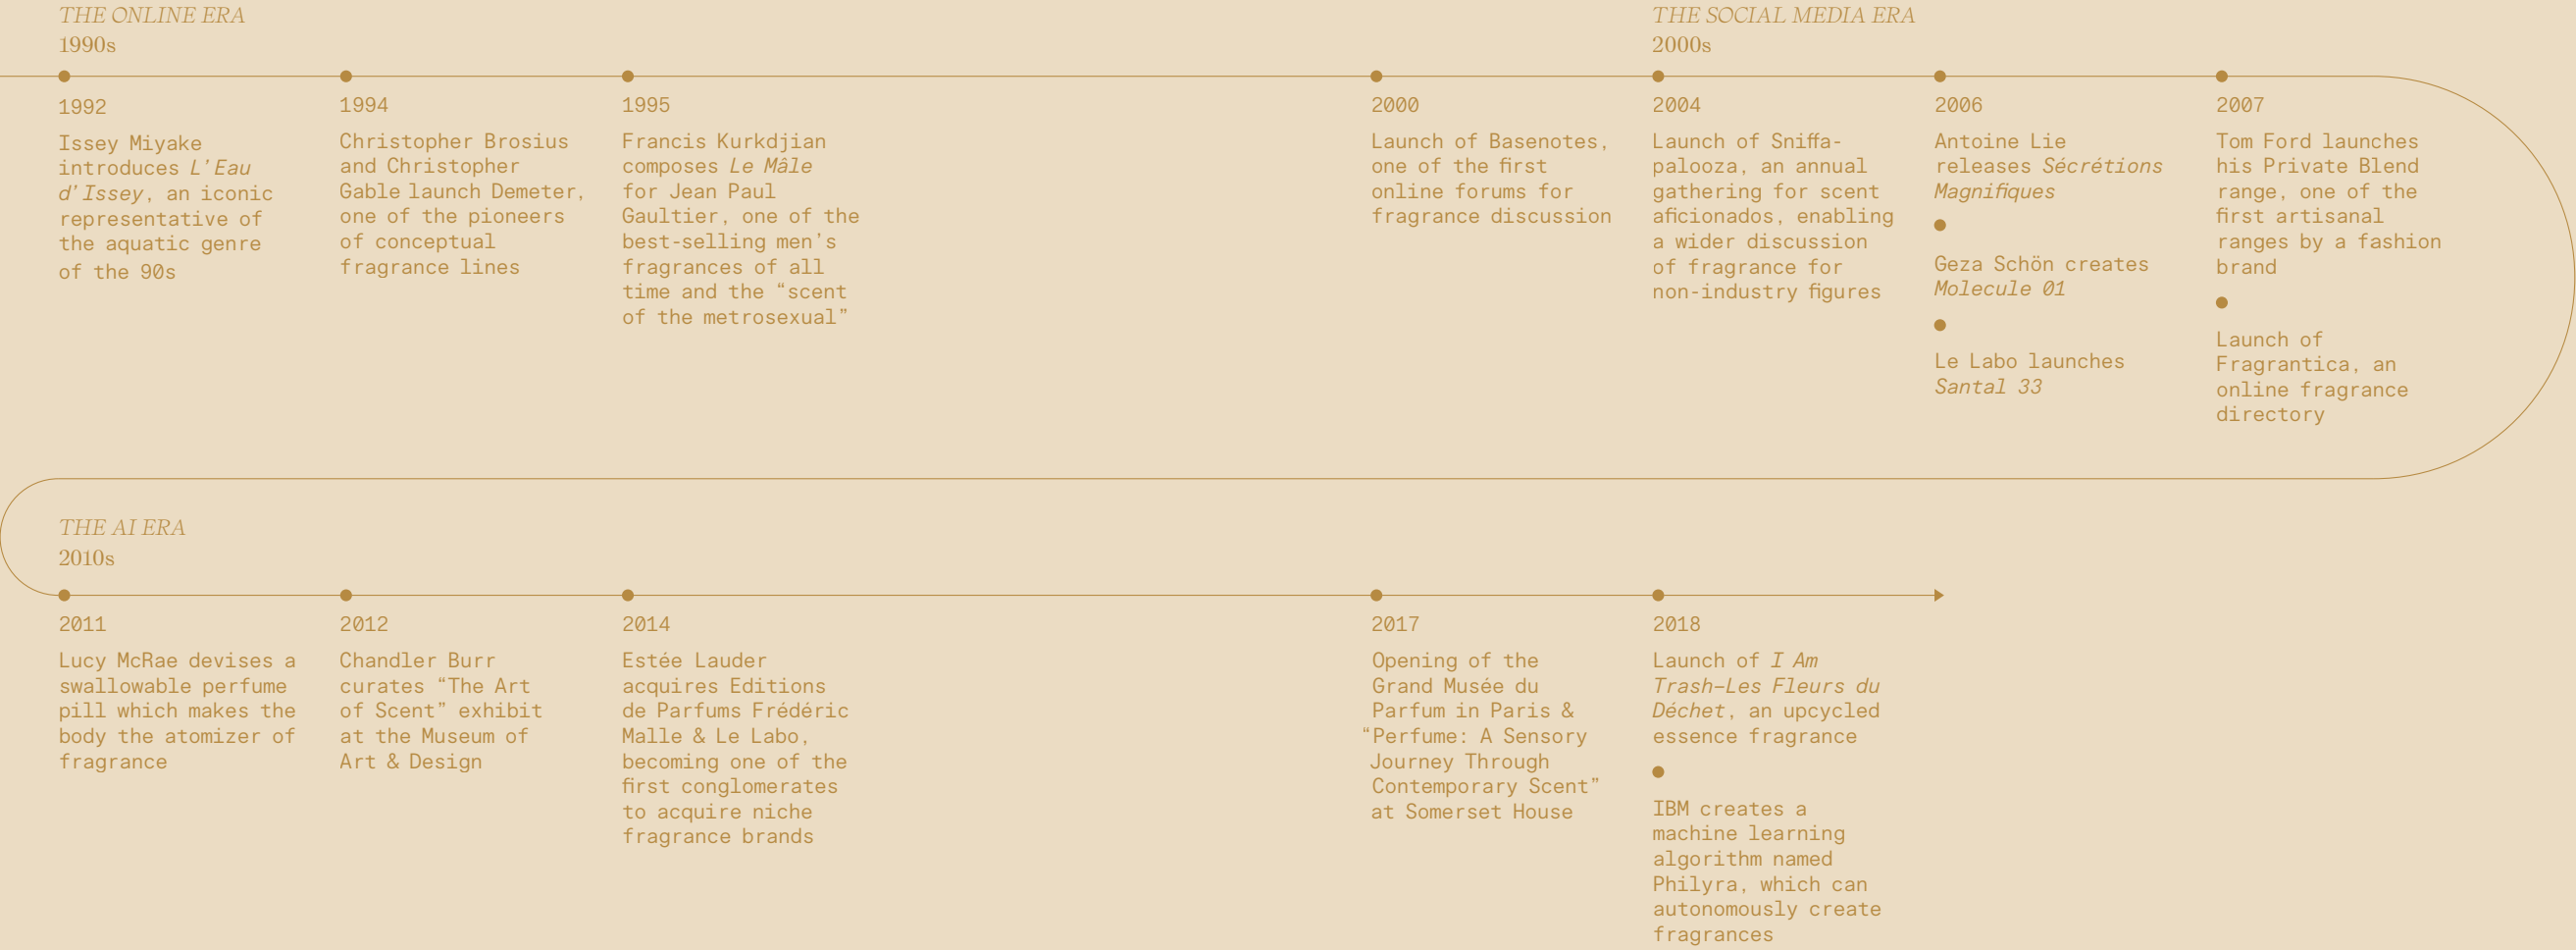 THE ONLINE ERA
1990s
1992
Issey Miyake
introduces L’Eau
d’Issey, an iconic
representative of
the aquatic genre
of the 90s
1994
Christopher Brosius
and Christopher
Gable launch Demeter,
one of the pioneers
of conceptual
fragrance lines
1995
Francis Kurkdjian
composes Le Mâle
for Jean Paul
Gaultier, one of the
best-selling men’s
fragrances of all
time and the “scent
of the metrosexual”
2000
Launch of Basenotes,
one of the first
online forums for
fragrance discussion
THE SOCIAL MEDIA ERA
2000s
2004
Launch of Sniffa-
palooza, an annual
gathering for scent
aficionados, enabling
a wider discussion
of fragrance for
non-industry figures
2006
Antoine Lie
releases Sécrétions
Magnifiques
Geza Schön creates
Molecule 01
Le Labo launches
Santal 33
2007
Tom Ford launches
his Private Blend
range, one of the
first artisanal
ranges by a fashion
brand
Launch of
Fragrantica, an
online fragrance
directory
THE AI ERA
2010s
2011
Lucy McRae devises a
swallowable perfume
pill which makes the
body the atomizer of
fragrance
2012
Chandler Burr
curates “The Art
of Scent” exhibit
at the Museum of
Art & Design
2014
Estée Lauder
acquires Editions
de Parfums Frédéric
Malle & Le Labo,
becoming one of the
first conglomerates
to acquire niche
fragrance brands
2017
Opening of the
Grand Musée du
Parfum in Paris &
“Perfume: A Sensory
Journey Through
Contemporary Scent”
at Somerset House
2018
Launch of I Am
Trash–Les Fleurs du
Déchet, an upcycled
essence fragrance
IBM creates a
machine learning
algorithm named
Philyra, which can
autonomously create
fragrances